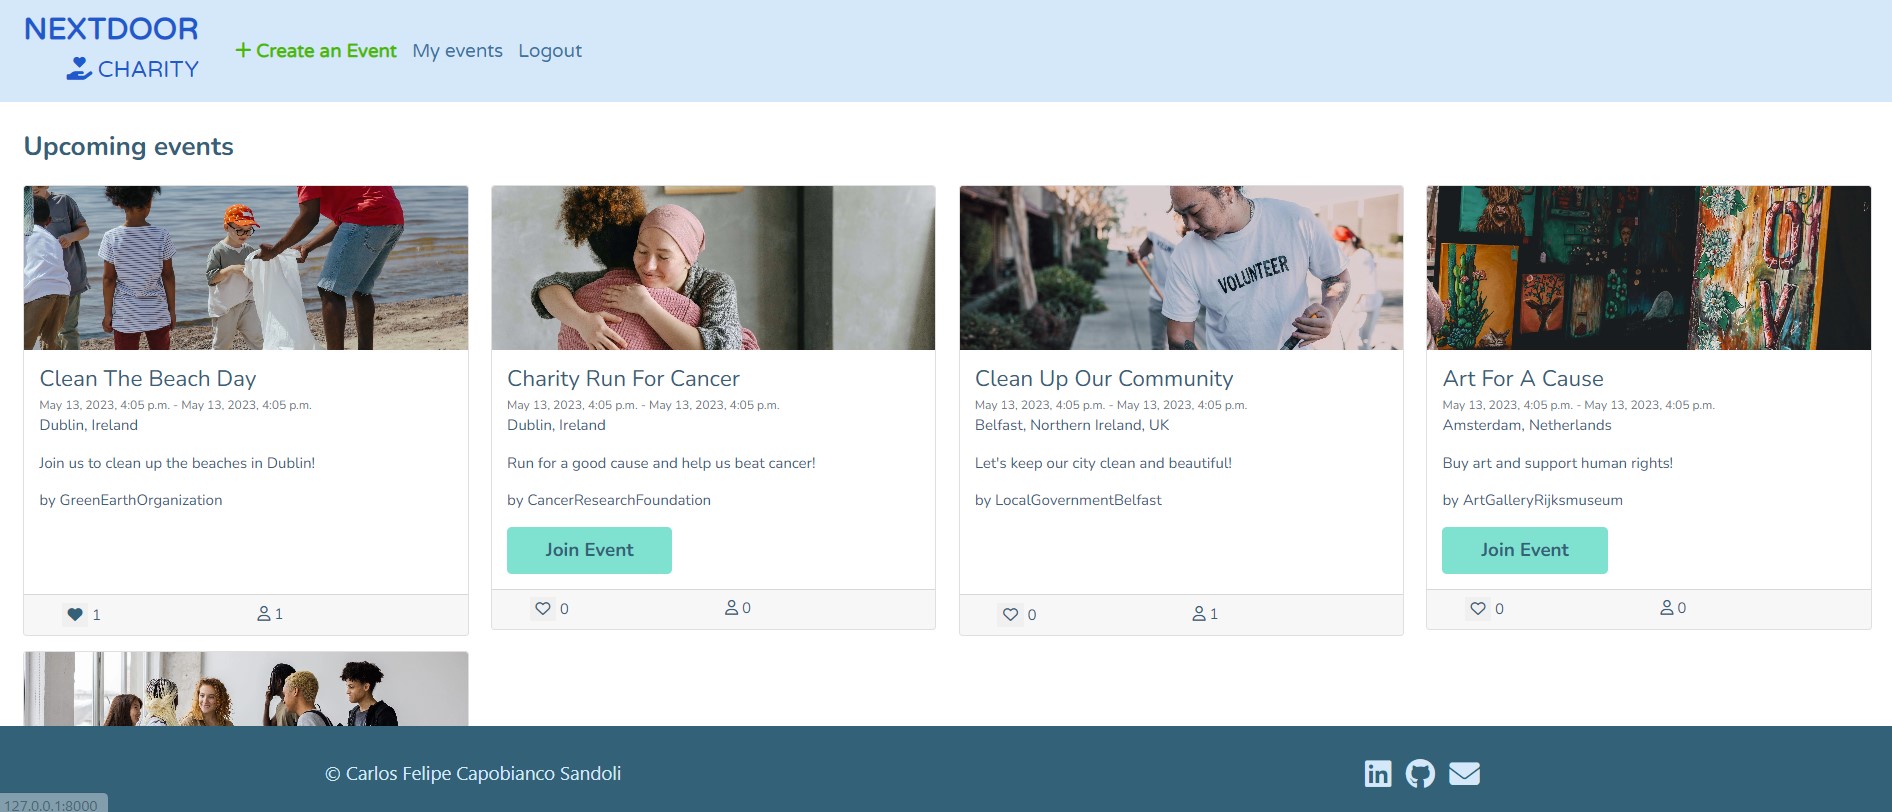 NEXTDOOR
CHARITY
Create an Event My events Logout
Upcoming events
VOLUNTEER
Clean The Beach Day
May 13, 2023, 4:05 p.m. - May 13, 2023, 4:05 p.m.
Dublin, Ireland
Join us to clean up the beaches in Dublin!
by GreenEarthOrganization
1 1
Charity Run For Cancer
May 13, 2023, 4:05 p.m. - May 13, 2023, 4:05 p.m.
Dublin, Ireland
Run for a good cause and help us beat cancer!
by CancerResearchFoundation
Join Event
0 0
Clean Up Our Community
May 13, 2023, 4:05 p.m. - May 13, 2023, 4:05 p.m.
Belfast, Northern Ireland, UK
Let's keep our city clean and beautiful!
by LocalGovernmentBelfast
0 1
Art For A Cause
May 13, 2023, 4:05 p.m. - May 13, 2023, 4:05 p.m.
Amsterdam, Netherlands
Buy art and support human rights!
by ArtGalleryRijksmuseum
Join Event
0 0
© Carlos Felipe Capobianco Sandoli
in
127.0.0.1:8000